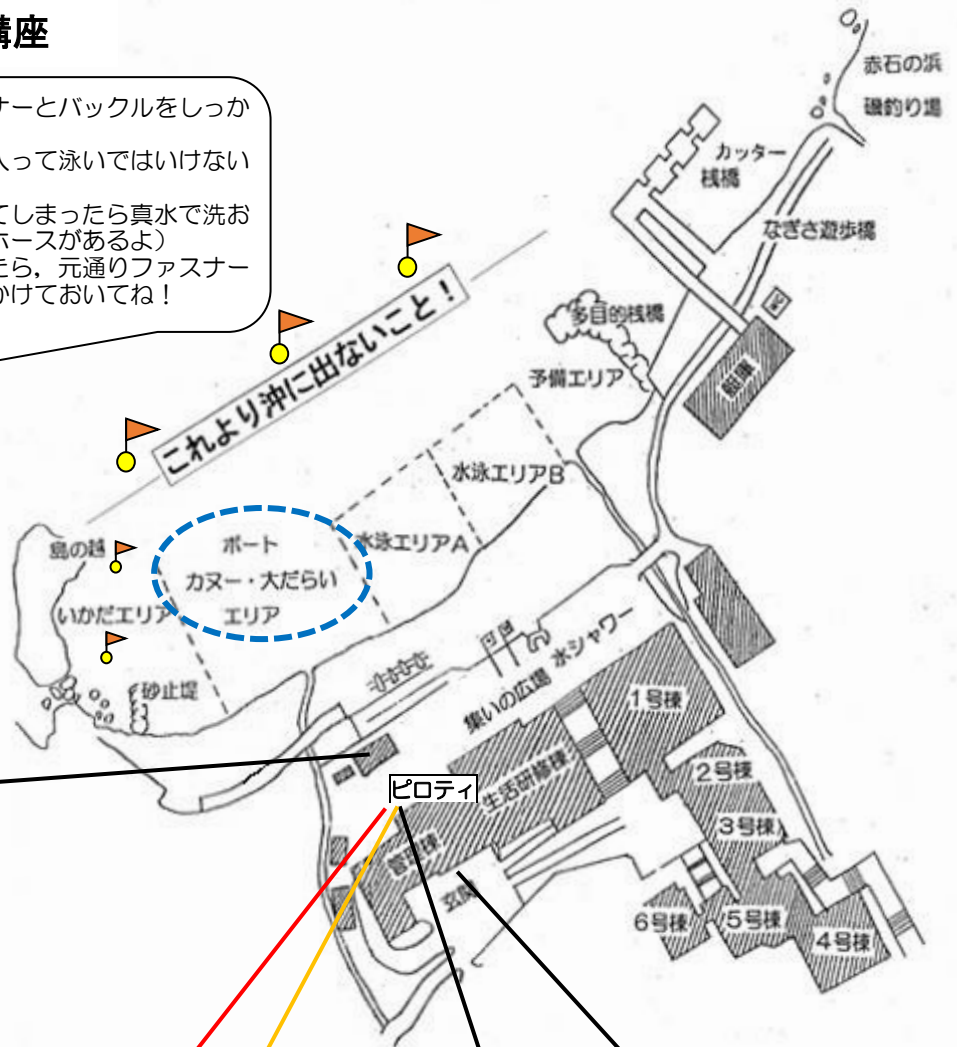 講座
ナーとバックルをしっか
入って泳いではいけない
てしまったら真水で洗お
ホースがあるよ）
たら，元通りファスナー
かけておいてね！
赤石の浜
磯釣り場
カッター
桟橋
なぎさ遊歩橋
多目的桟橋
艇庫
予備エリア
これより沖に出ないこと！
水泳エリアB
水泳エリアA
島の越
ボート
カヌー・大だらい
エリア
いかだエリア
砂止堤
水シャワー
集いの広場
1号棟
2号棟
3号棟
生活研修棟
ピロティ
管理棟
玄関
6号棟
5号棟
4号棟